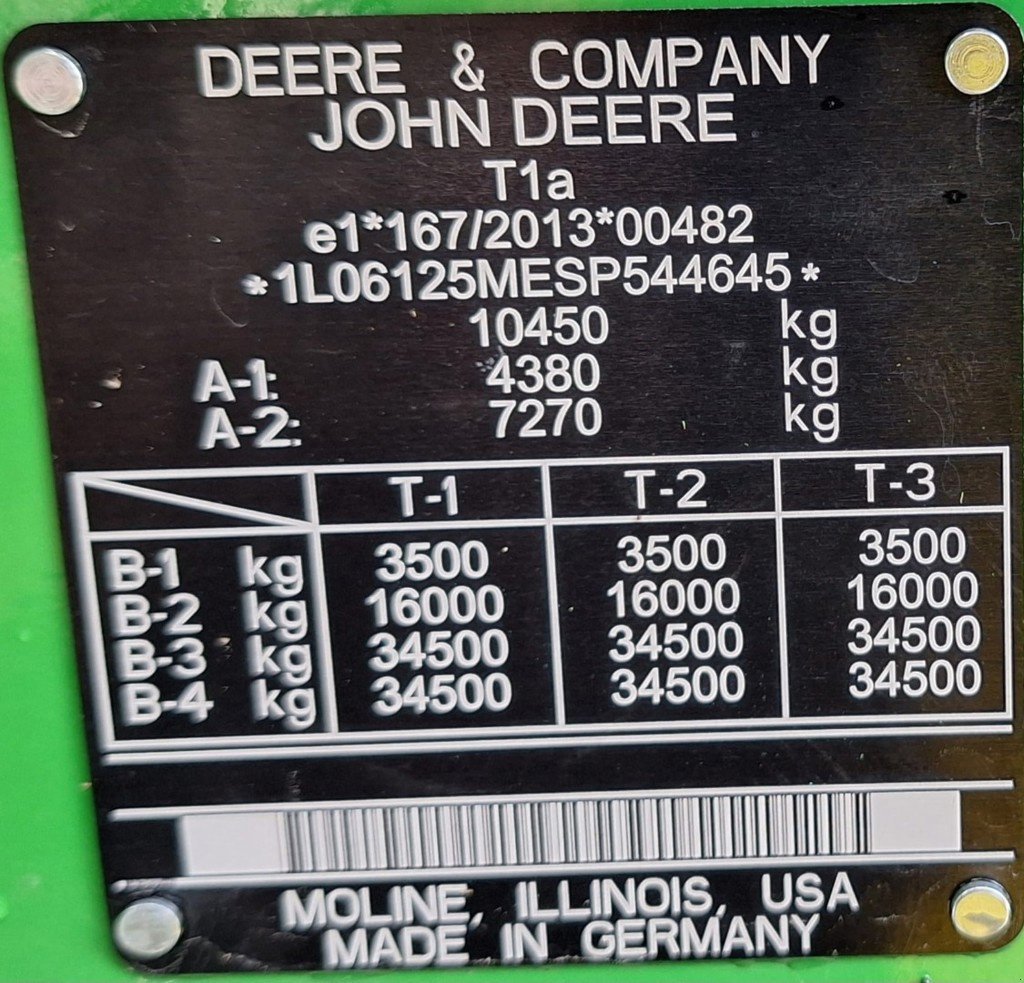 DEERE & COMPANY
JOHN DEERE
T1a
e1*167/2013*00482
*1L06125MESP544645*
10450 kg
A-1: 4380 kg
A-2: 7270 kg
T-1 T-2 T-3
B-1 kg 3500 3500 3500
B-2 kg 16000 16000 16000
B-3 kg 34500 34500 34500
B-4 kg 34500 34500 34500
MOLINE, ILLINOIS, USA
MADE IN GERMANY